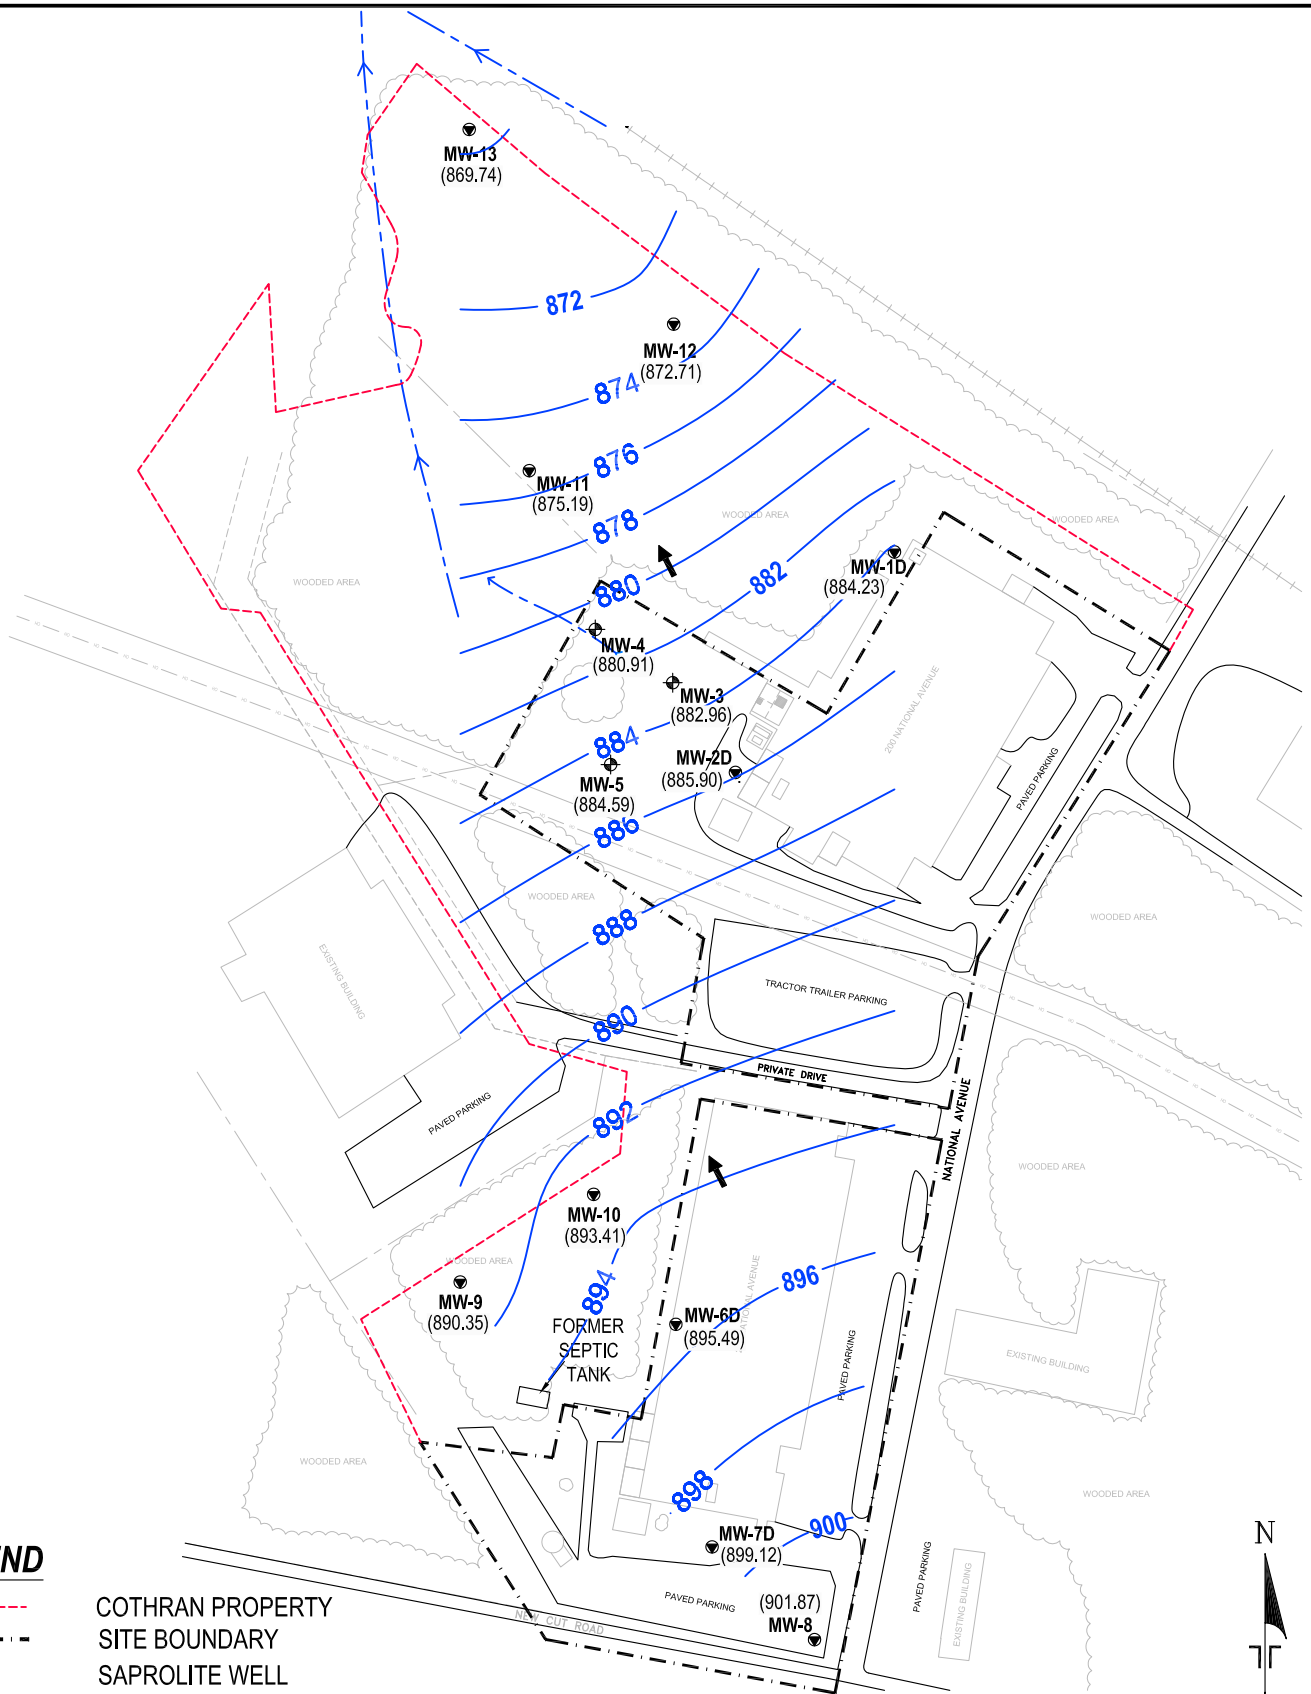 MW-13
(869.74)
872
MW-12
(872.71)
874
876
MW-11
(875.19)
878
WOODED AREA
WOODED AREA
WOODED AREA
880
882
MW-1D
(884.23)
MW-4
(880.91)
MW-3
(882.96)
200 NATIONAL AVENUE
884
MW-2D
(885.90)
MW-5
(884.59)
PAVED PARKING
886
WOODED AREA
888
WOODED AREA
EXISTING BUILDING
TRACTOR TRAILER PARKING
890
PRIVATE DRIVE
NATIONAL AVENUE
PAVED PARKING
892
WOODED AREA
MW-10
(893.41)
WOODED AREA
MW-9
(890.35)
894
896
NATIONAL AVENUE
MW-6D
(895.49)
FORMER
SEPTIC
TANK
PAVED PARKING
EXISTING BUILDING
WOODED AREA
898
WOODED AREA
900
MW-7D
(899.12)
PAVED PARKING
PAVED PARKING
EXISTING BUILDING
(901.87)
MW-8
NEW CUT ROAD
N
ND
COTHRAN PROPERTY
SITE BOUNDARY
SAPROLITE WELL